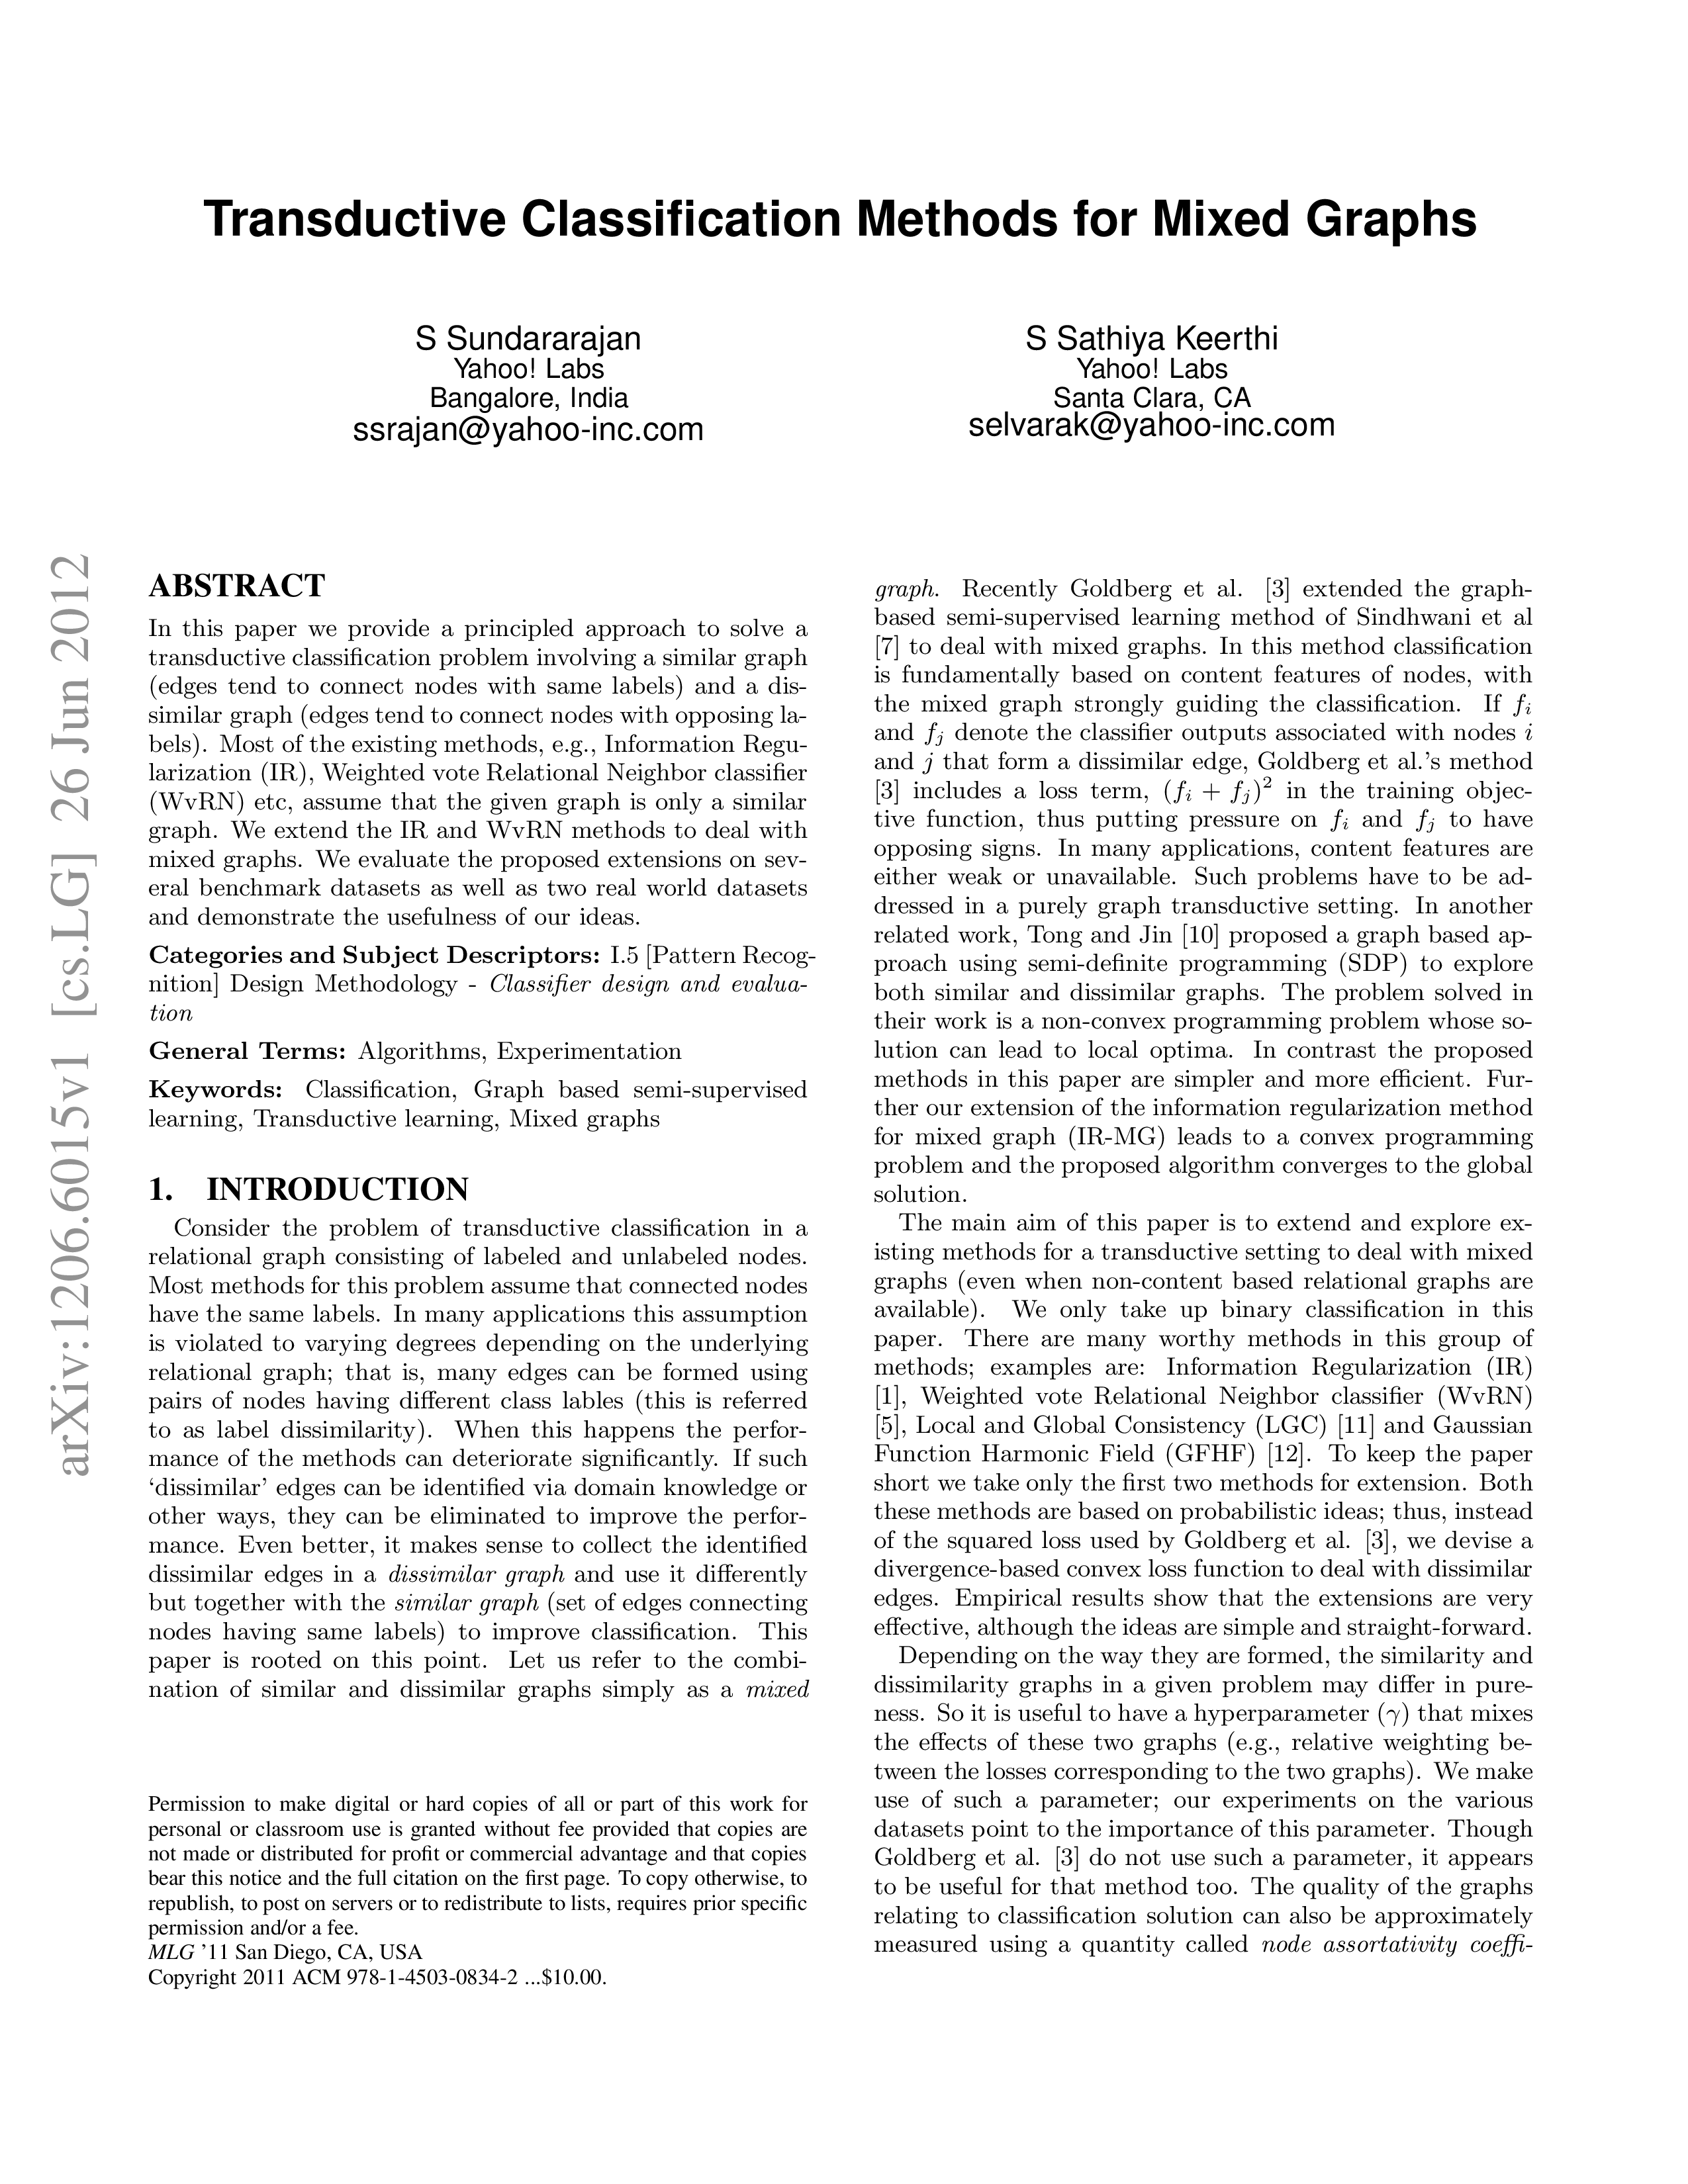 Transductive Classification Methods for Mixed Graphs
S Sundararajan
Yahoo! Labs
Bangalore, India
ssrajan@yahoo-inc.com
S Sathiya Keerthi
Yahoo! Labs
Santa Clara, CA
selvarak@yahoo-inc.com
arXiv:1206.6015v1 [cs.LG] 26 Jun 2012
ABSTRACT
In this paper we provide a principled approach to solve a
transductive classification problem involving a similar graph
(edges tend to connect nodes with same labels) and a dis-
similar graph (edges tend to connect nodes with opposing la-
bels). Most of the existing methods, e.g., Information Regu-
larization (IR), Weighted vote Relational Neighbor classifier
(WvRN) etc, assume that the given graph is only a similar
graph. We extend the IR and WvRN methods to deal with
mixed graphs. We evaluate the proposed extensions on sev-
eral benchmark datasets as well as two real world datasets
and demonstrate the usefulness of our ideas.
Categories and Subject Descriptors: I.5 [Pattern Recog-
nition] Design Methodology - Classifier design and evalua-
tion
General Terms: Algorithms, Experimentation
Keywords: Classification, Graph based semi-supervised
learning, Transductive learning, Mixed graphs
1. INTRODUCTION
Consider the problem of transductive classification in a
relational graph consisting of labeled and unlabeled nodes.
Most methods for this problem assume that connected nodes
have the same labels. In many applications this assumption
is violated to varying degrees depending on the underlying
relational graph; that is, many edges can be formed using
pairs of nodes having different class lables (this is referred
to as label dissimilarity). When this happens the perfor-
mance of the methods can deteriorate significantly. If such
‘dissimilar’ edges can be identified via domain knowledge or
other ways, they can be eliminated to improve the perfor-
mance. Even better, it makes sense to collect the identified
dissimilar edges in a dissimilar graph and use it differently
but together with the similar graph (set of edges connecting
nodes having same labels) to improve classification. This
paper is rooted on this point. Let us refer to the combi-
nation of similar and dissimilar graphs simply as a mixed
Permission to make digital or hard copies of all or part of this work for
personal or classroom use is granted without fee provided that copies are
not made or distributed for profit or commercial advantage and that copies
bear this notice and the full citation on the first page. To copy otherwise, to
republish, to post on servers or to redistribute to lists, requires prior specific
permission and/or a fee.
MLG ’11 San Diego, CA, USA
Copyright 2011 ACM 978-1-4503-0834-2 ...$10.00.
graph. Recently Goldberg et al. [3] extended the graph-
based semi-supervised learning method of Sindhwani et al
[7] to deal with mixed graphs. In this method classification
is fundamentally based on content features of nodes, with
the mixed graph strongly guiding the classification. If fi
and fj denote the classifier outputs associated with nodes i
and j that form a dissimilar edge, Goldberg et al.’s method
[3] includes a loss term, (fi + fj)² in the training objec-
tive function, thus putting pressure on fi and fj to have
opposing signs. In many applications, content features are
either weak or unavailable. Such problems have to be ad-
dressed in a purely graph transductive setting. In another
related work, Tong and Jin [10] proposed a graph based ap-
proach using semi-definite programming (SDP) to explore
both similar and dissimilar graphs. The problem solved in
their work is a non-convex programming problem whose so-
lution can lead to local optima. In contrast the proposed
methods in this paper are simpler and more efficient. Fur-
ther our extension of the information regularization method
for mixed graph (IR-MG) leads to a convex programming
problem and the proposed algorithm converges to the global
solution.
The main aim of this paper is to extend and explore ex-
isting methods for a transductive setting to deal with mixed
graphs (even when non-content based relational graphs are
available). We only take up binary classification in this
paper. There are many worthy methods in this group of
methods; examples are: Information Regularization (IR)
[1], Weighted vote Relational Neighbor classifier (WvRN)
[5], Local and Global Consistency (LGC) [11] and Gaussian
Function Harmonic Field (GFHF) [12]. To keep the paper
short we take only the first two methods for extension. Both
these methods are based on probabilistic ideas; thus, instead
of the squared loss used by Goldberg et al. [3], we devise a
divergence-based convex loss function to deal with dissimilar
edges. Empirical results show that the extensions are very
effective, although the ideas are simple and straight-forward.
Depending on the way they are formed, the similarity and
dissimilarity graphs in a given problem may differ in pure-
ness. So it is useful to have a hyperparameter (γ) that mixes
the effects of these two graphs (e.g., relative weighting be-
tween the losses corresponding to the two graphs). We make
use of such a parameter; our experiments on the various
datasets point to the importance of this parameter. Though
Goldberg et al. [3] do not use such a parameter, it appears
to be useful for that method too. The quality of the graphs
relating to classification solution can also be approximately
measured using a quantity called node assortativity coeffi-